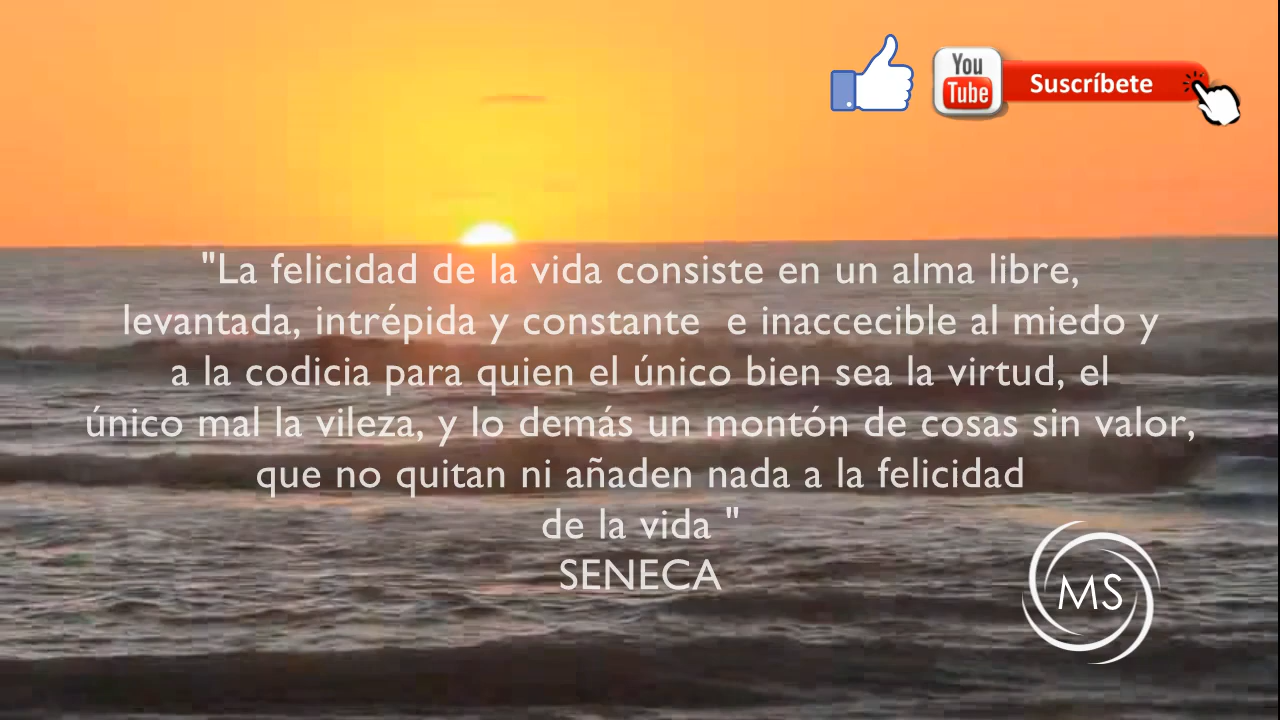 You
Tube
Suscríbete
"La felicidad de la vida consiste en un alma libre,
levantada, intrépida y constante  e inaccecible al miedo y
a la codicia para quien el único bien sea la virtud, el
único mal la vileza, y lo demás un montón de cosas sin valor,
que no quitan ni añaden nada a la felicidad
de la vida "
SENECA
MS